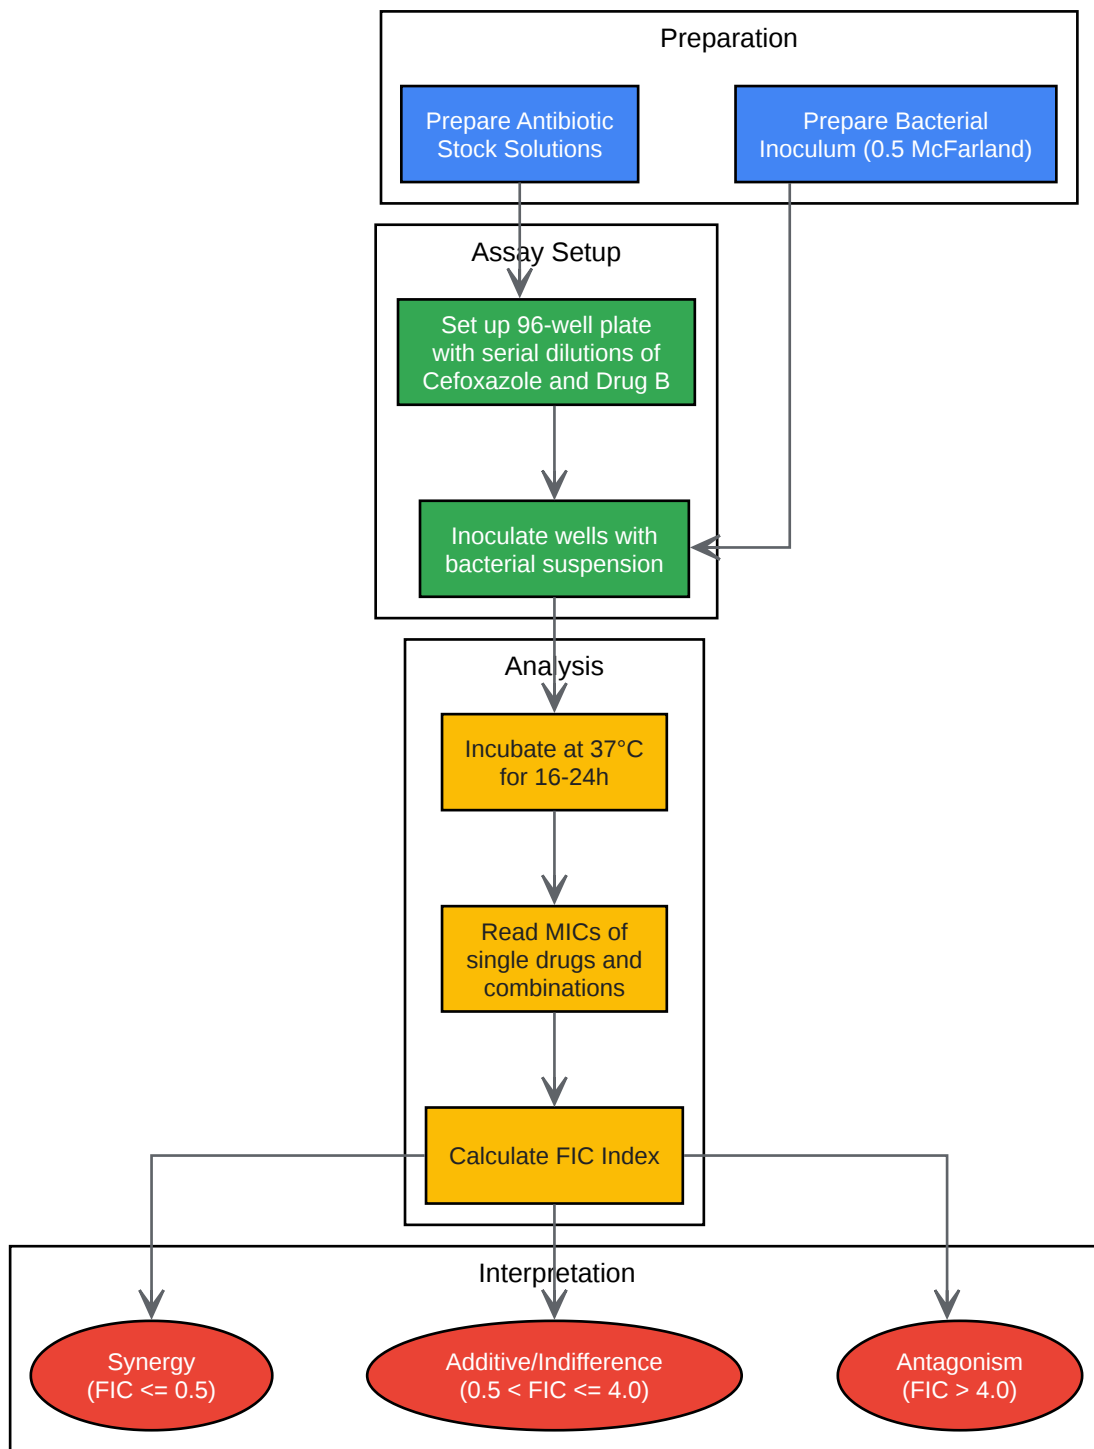 Preparation
Prepare Antibiotic
Stock Solutions
Prepare Bacterial
Inoculum (0.5 McFarland)
Assay Setup
Set up 96-well plate
with serial dilutions of
Cefoxazole and Drug B
Inoculate wells with
bacterial suspension
Analysis
Incubate at 37°C
for 16-24h
Read MICs of
single drugs and
combinations
Calculate FIC Index
Interpretation
Synergy
(FIC <= 0.5)
Additive/Indifference
(0.5 < FIC <= 4.0)
Antagonism
(FIC > 4.0)